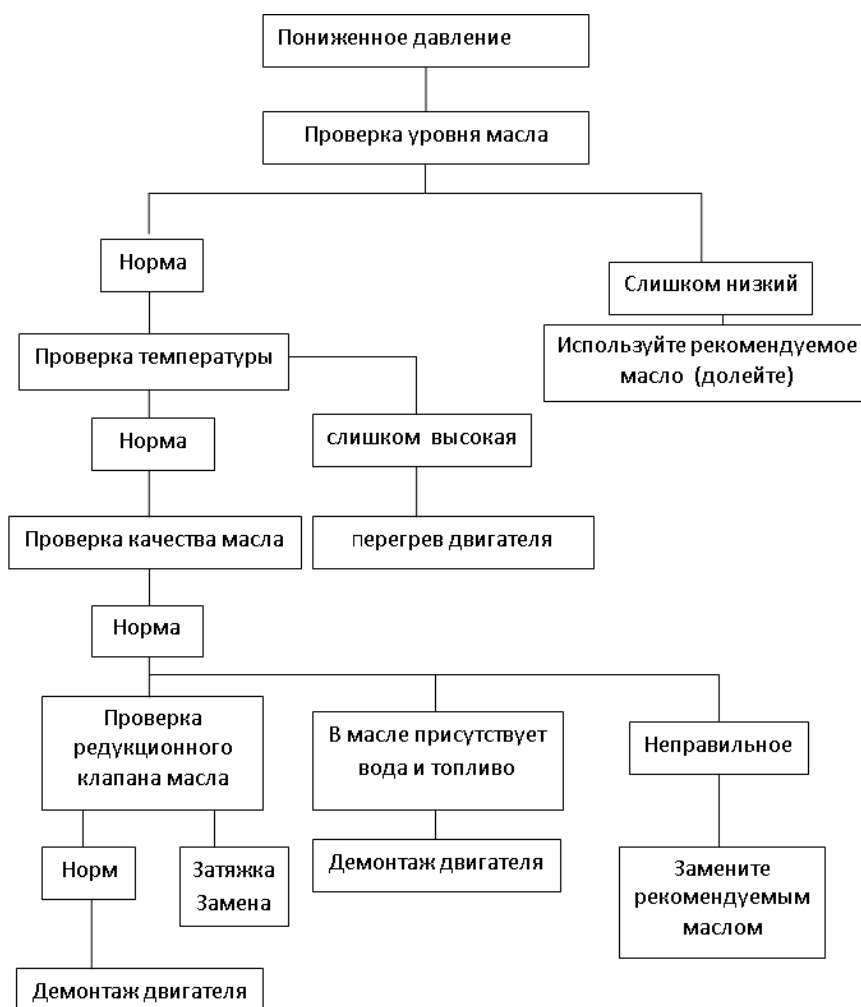 Пониженное давление
Проверка уровня масла
Норма
Слишком низкий
Проверка температуры
Используйте рекомендуемое
масло (долейте)
Норма
слишком высокая
Проверка качества масла
перегрев двигателя
Норма
Проверка
редукционного
клапана масла
В масле присутствует
вода и топливо
Неправильное
Норм
Затяжка
Замена
Демонтаж двигателя
Замените
рекомендуемым
маслом
Демонтаж двигателя